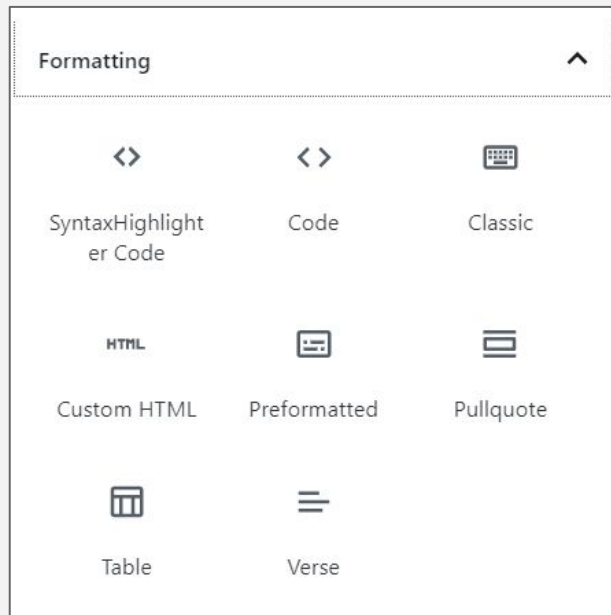 Formatting
SyntaxHighlight
er Code
Code
Classic
HTML
Custom HTML
Preformatted
Pullquote
Table
Verse